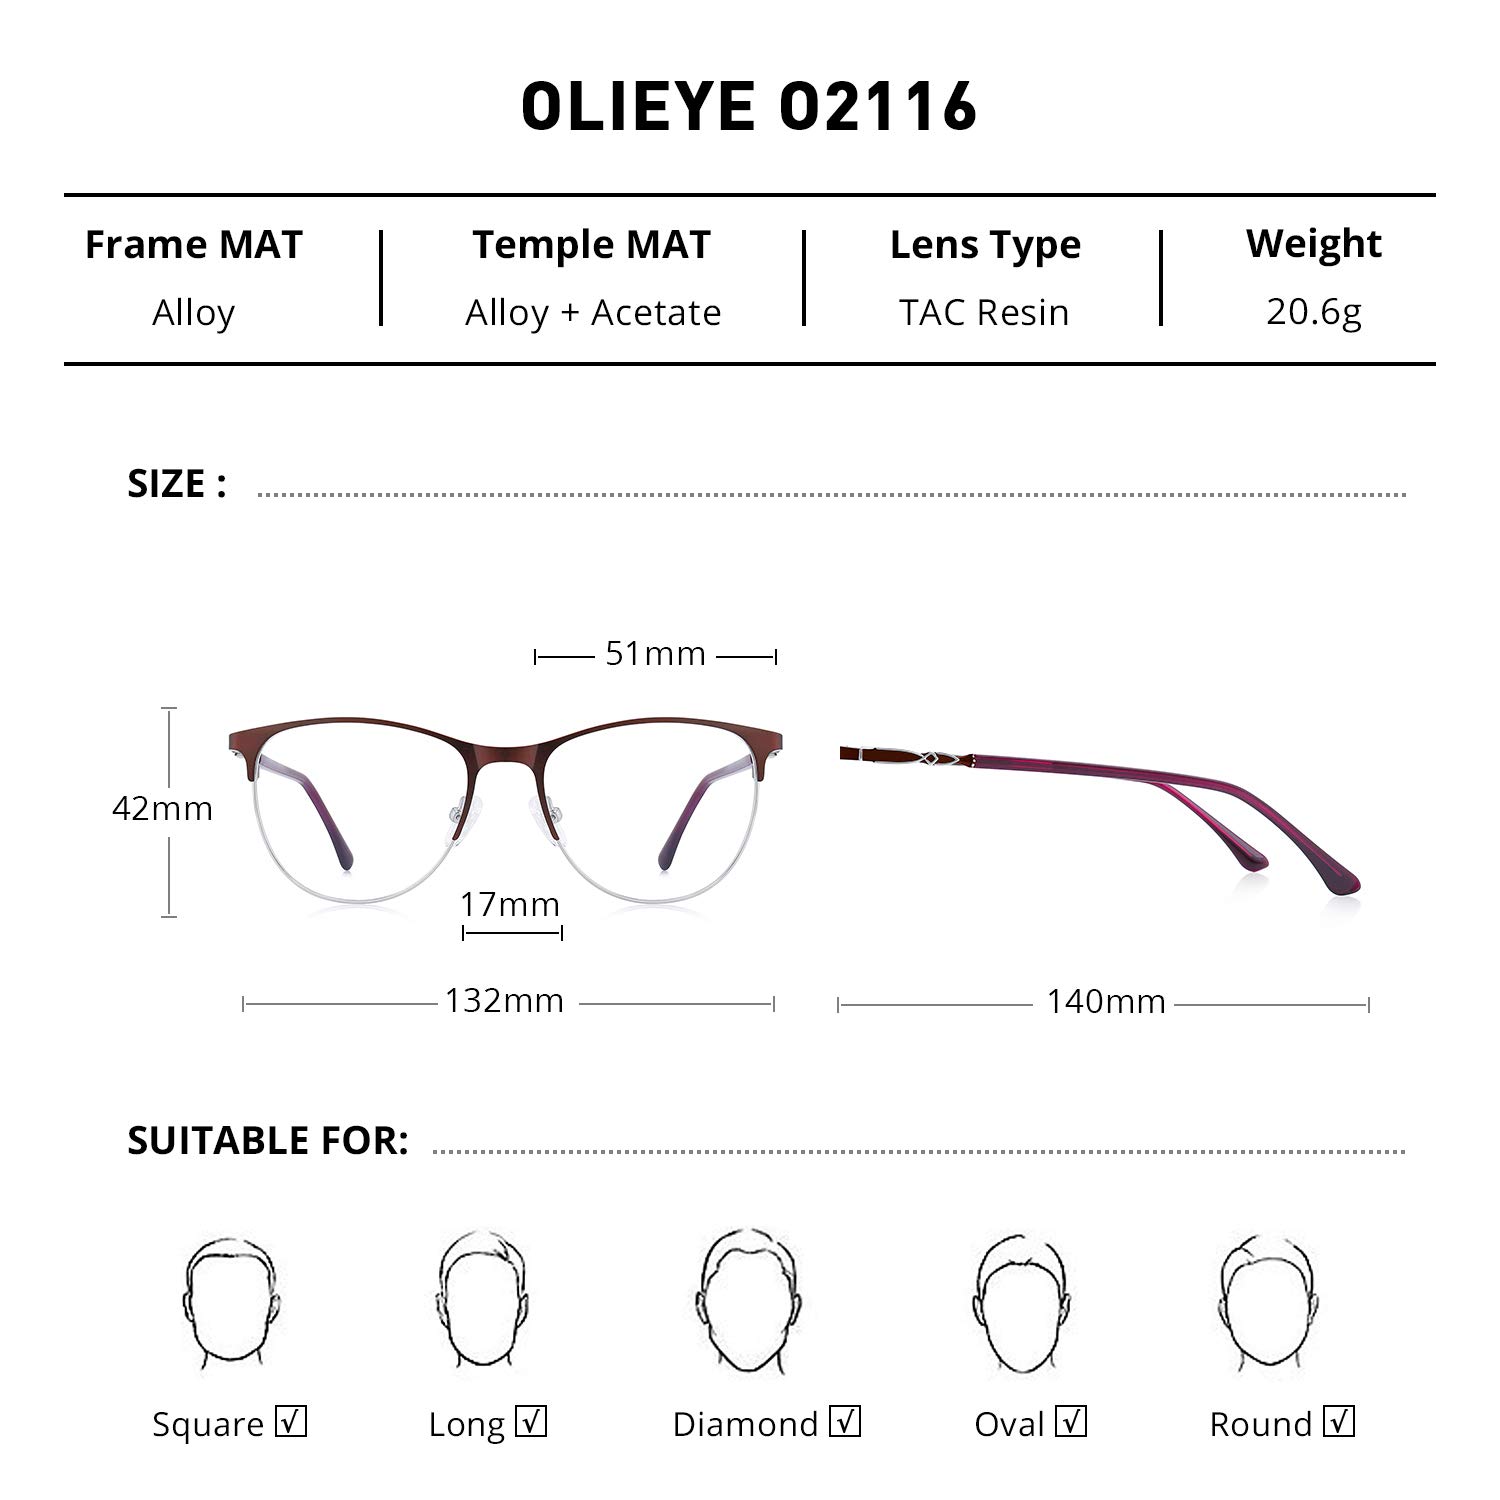 OLIEYE O2116
Frame MAT Temple MAT Lens Type Weight
Alloy Alloy + Acetate TAC Resin 20.6g
SIZE :
51mm
42mm
17mm
132mm 140mm
SUITABLE FOR:
Square √ Long √ Diamond √ Oval √ Round √